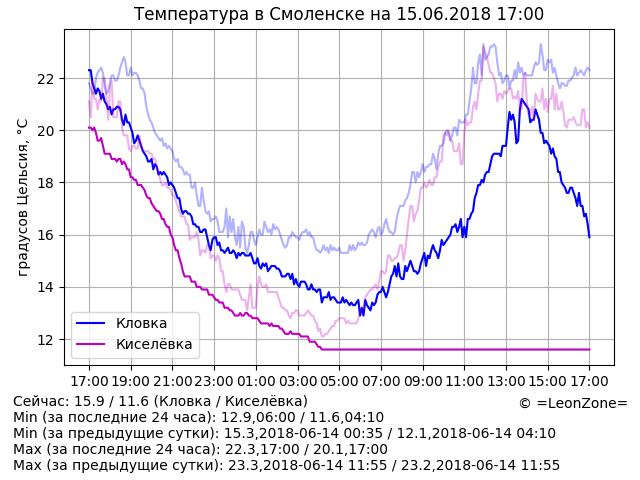 Температура в Смоленске на 15.06.2018 17:00
градусов Цельсия, °C
22
20
18
16
14
12
Кловка
Киселёвка
17:00 19:00 21:00 23:00 01:00 03:00 05:00 07:00 09:00 11:00 13:00 15:00 17:00
Сейчас: 15.9 / 11.6 (Кловка / Киселёвка)
© =LeonZone=
Min (за последние 24 часа): 12.9,06:00 / 11.6,04:10
Min (за предыдущие сутки): 15.3,2018-06-14 00:35 / 12.1,2018-06-14 04:10
Max (за последние 24 часа): 22.3,17:00 / 20.1,17:00
Max (за предыдущие сутки): 23.3,2018-06-14 11:55 / 23.2,2018-06-14 11:55